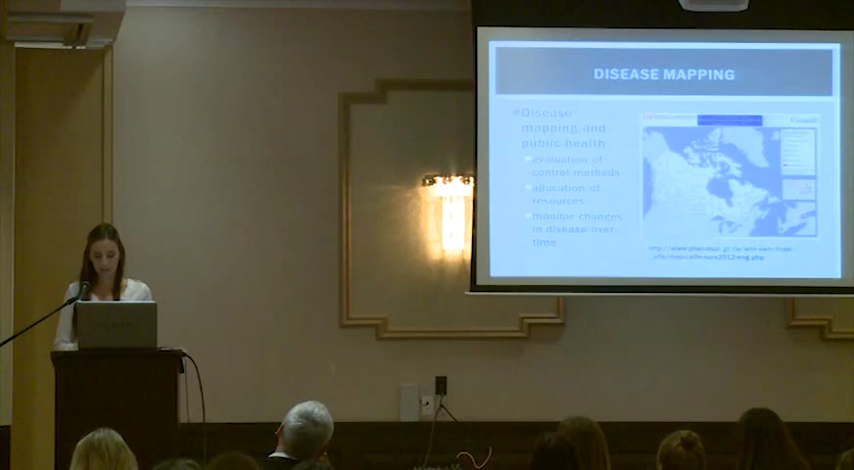 DISEASE MAPPING
Disease
mapping and
public health
evaluation of
control methods
allocation of
resources
monitor changes
in disease over
time
Canada